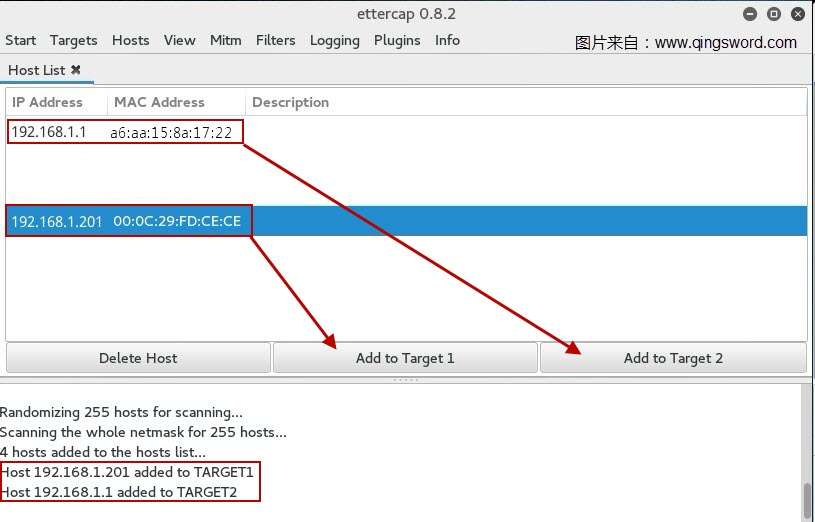 ettercap 0.8.2
Start Targets Hosts View Mitm Filters Logging Plugins Info
图片来自：www.qingsword.com
Host List ✖
IP Address MAC Address Description
192.168.1.1 a6:aa:15:8a:17:22
192.168.1.201 00:0C:29:FD:CE:CE
Delete Host Add to Target 1 Add to Target 2
Randomizing 255 hosts for scanning...
Scanning the whole netmask for 255 hosts...
4 hosts added to the hosts list...
Host 192.168.1.201 added to TARGET1
Host 192.168.1.1 added to TARGET2